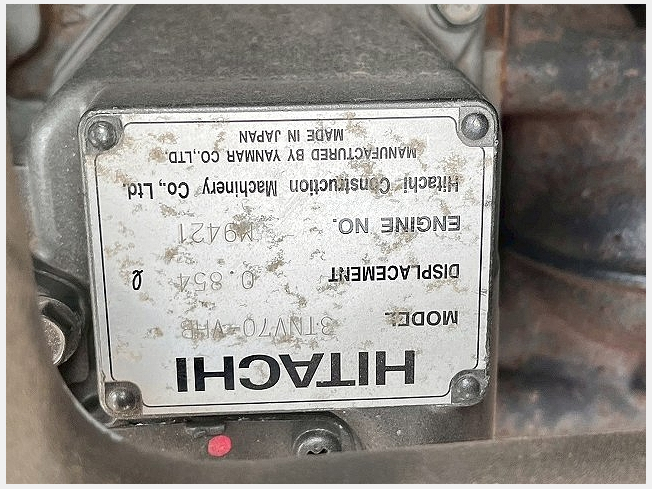 HITACHI
MODEL 3TNV70-VHB
DISPLACEMENT 0.854 ℓ
ENGINE NO. M9421
Hitachi Construction Machinery Co., Ltd.
MANUFACTURED BY YANMAR CO.,LTD.
MADE IN JAPAN